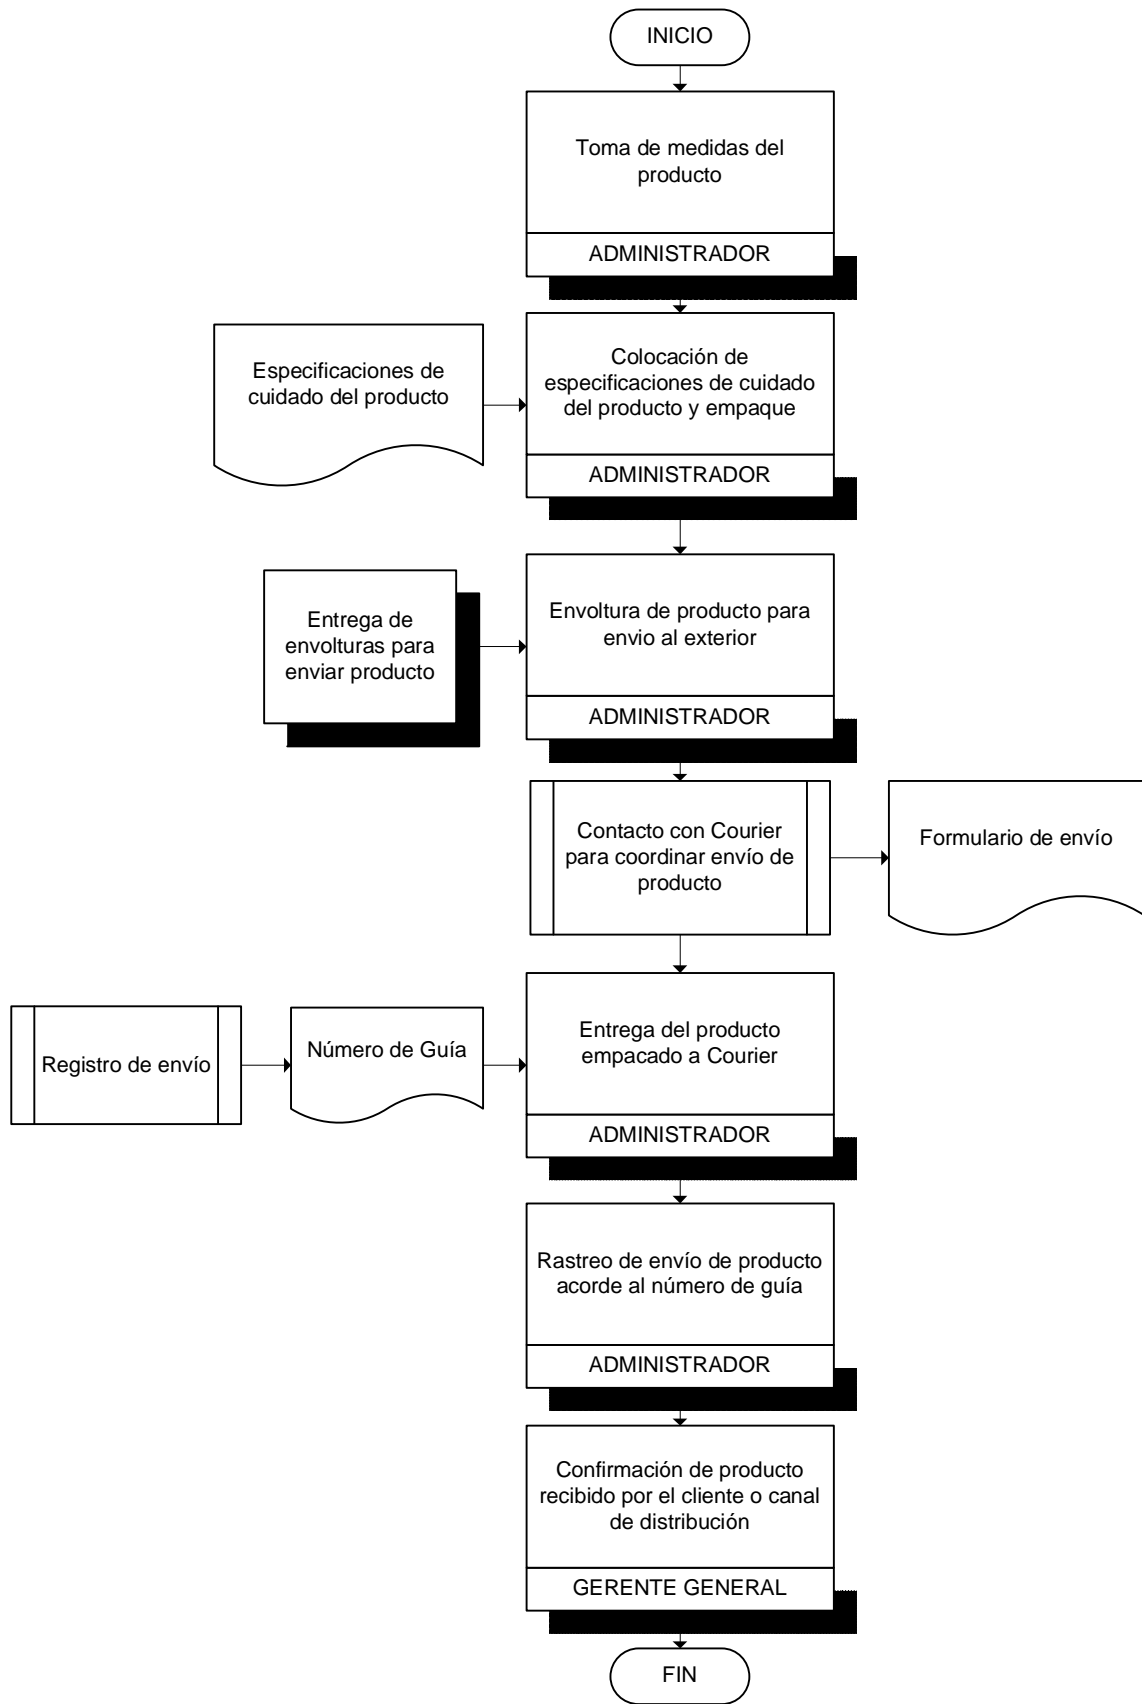 INICIO
Toma de medidas del
producto
ADMINISTRADOR
Especificaciones de
cuidado del producto
Colocación de
especificaciones de cuidado
del producto y empaque
ADMINISTRADOR
Entrega de
envolturas para
enviar producto
Envoltura de producto para
envio al exterior
ADMINISTRADOR
Contacto con Courier
para coordinar envío de
producto
Formulario de envío
Registro de envío
Número de Guía
Entrega del producto
empacado a Courier
ADMINISTRADOR
Rastreo de envío de producto
acorde al número de guía
ADMINISTRADOR
Confirmación de producto
recibido por el cliente o canal
de distribución
GERENTE GENERAL
FIN